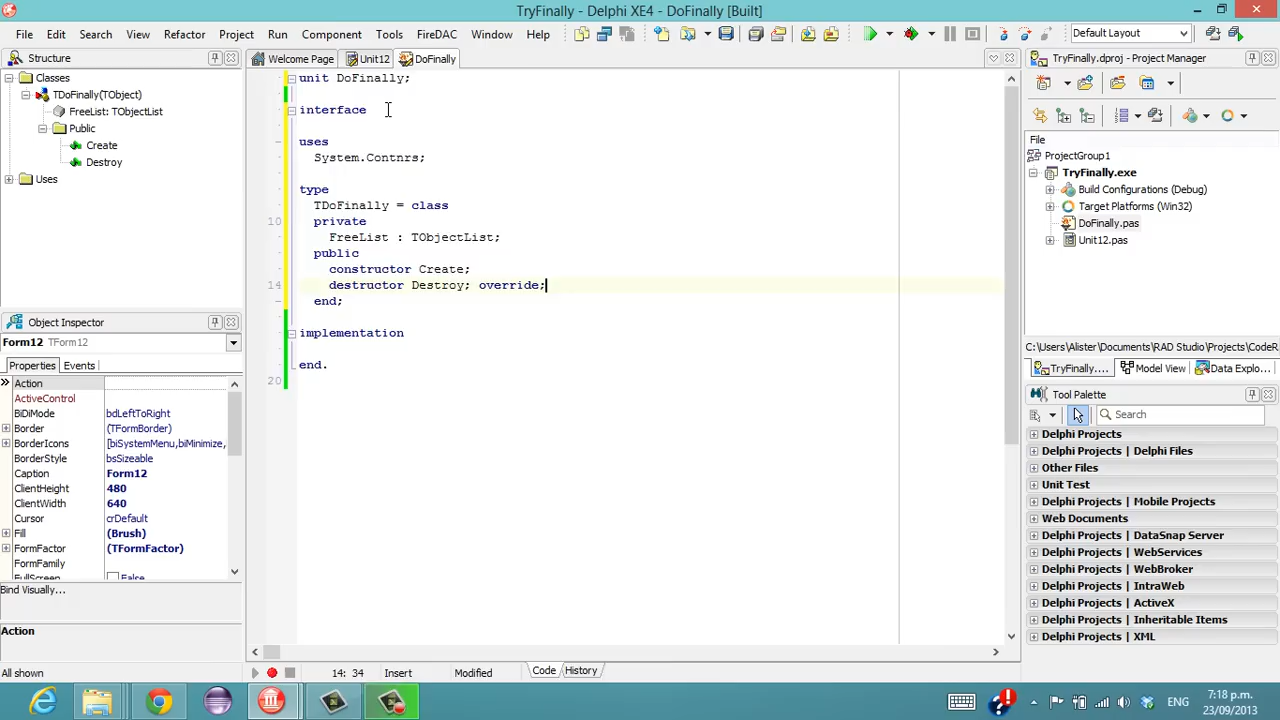 TryFinally - Delphi XE4 - DoFinally [Built]
File Edit Search View Refactor Project Run Component Tools FireDAC Window Help
Default Layout
Structure
Classes
TDoFinally(TObject)
FreeList: TObjectList
Public
Create
Destroy
Uses
Object Inspector
Form12 TForm12
Properties Events
Action
ActiveControl
BiDiMode bdLeftToRight
Border (TFormBorder)
BorderIcons [biSystemMenu,biMinimize,
BorderStyle bsSizeable
Caption Form12
ClientHeight 480
ClientWidth 640
Cursor crDefault
Fill (Brush)
FormFactor (TFormFactor)
FormFamily
FullScreen False
Bind Visually...
Action
All shown
Welcome Page Unit12 DoFinally
unit DoFinally;
interface
uses
System.Contnrs;
type
TDoFinally = class
10 private
FreeList : TObjectList;
public
constructor Create;
14 destructor Destroy; override;
end;
implementation
end.
20
14: 34 Insert Modified Code History
TryFinally.dproj - Project Manager
File
ProjectGroup1
TryFinally.exe
Build Configurations (Debug)
Target Platforms (Win32)
DoFinally.pas
Unit12.pas
C:\Users\Alister\Documents\RAD Studio\Projects\CodeR
TryFinally.... Model View Data Explo...
Tool Palette
Search
Delphi Projects
Delphi Projects | Delphi Files
Other Files
Unit Test
Delphi Projects | Mobile Projects
Web Documents
Delphi Projects | DataSnap Server
Delphi Projects | WebServices
Delphi Projects | WebBroker
Delphi Projects | IntraWeb
Delphi Projects | ActiveX
Delphi Projects | Inheritable Items
Delphi Projects | XML
ENG
7:18 p.m.
23/09/2013